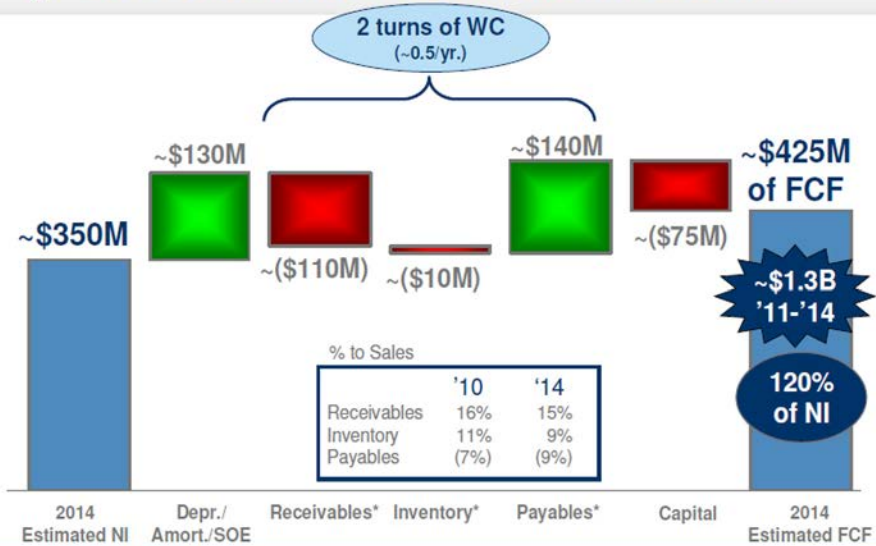 2 turns of WC
(~0.5/yr.)
~$130M
~$140M
~$425M
of FCF
~$350M
~($110M)
~($10M)
~($75M)
~$1.3B
’11-’14
% to Sales
’10 ‘14
Receivables 16% 15%
Inventory 11% 9%
Payables (7%) (9%)
120%
of NI
2014
Estimated NI
Depr./
Amort./SOE
Receivables*
Inventory*
Payables*
Capital
2014
Estimated FCF